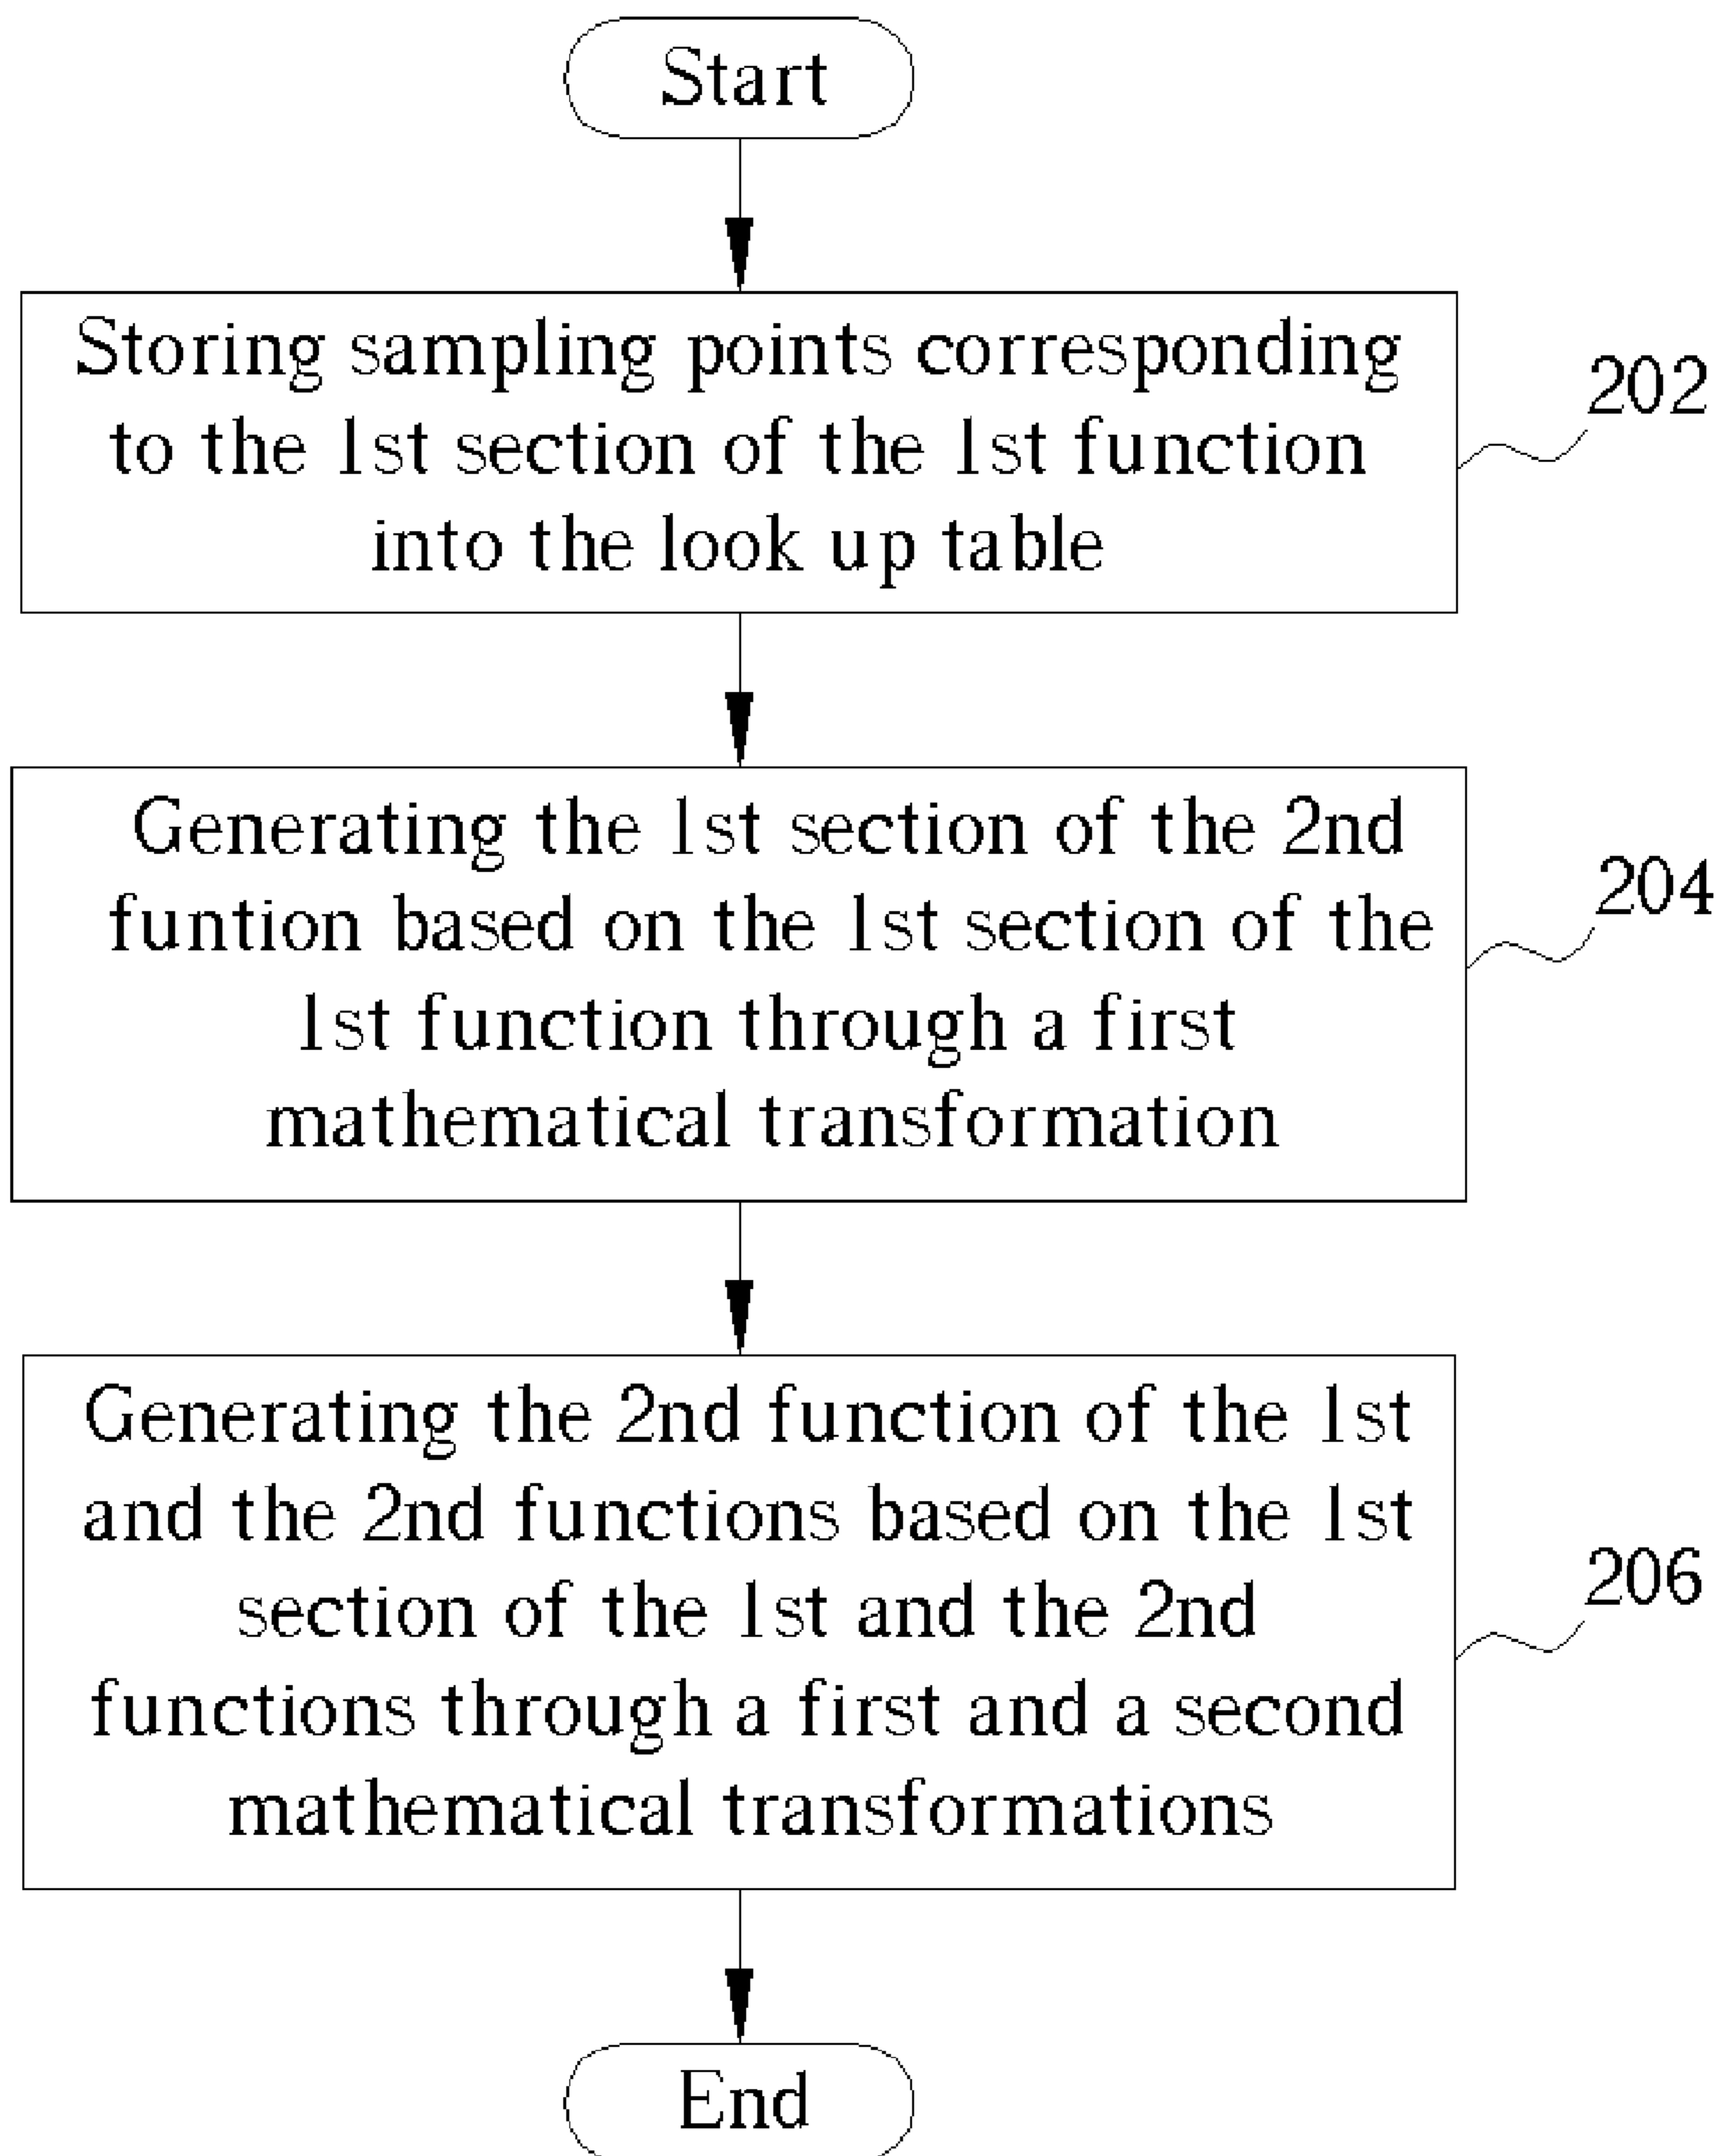 Start
Storing sampling points corresponding
to the 1st section of the 1st function
into the look up table
202
Generating the 1st section of the 2nd
funtion based on the 1st section of the
1st function through a first
mathematical transformation
204
Generating the 2nd function of the 1st
and the 2nd functions based on the 1st
section of the 1st and the 2nd
functions through a first and a second
mathematical transformations
206
End